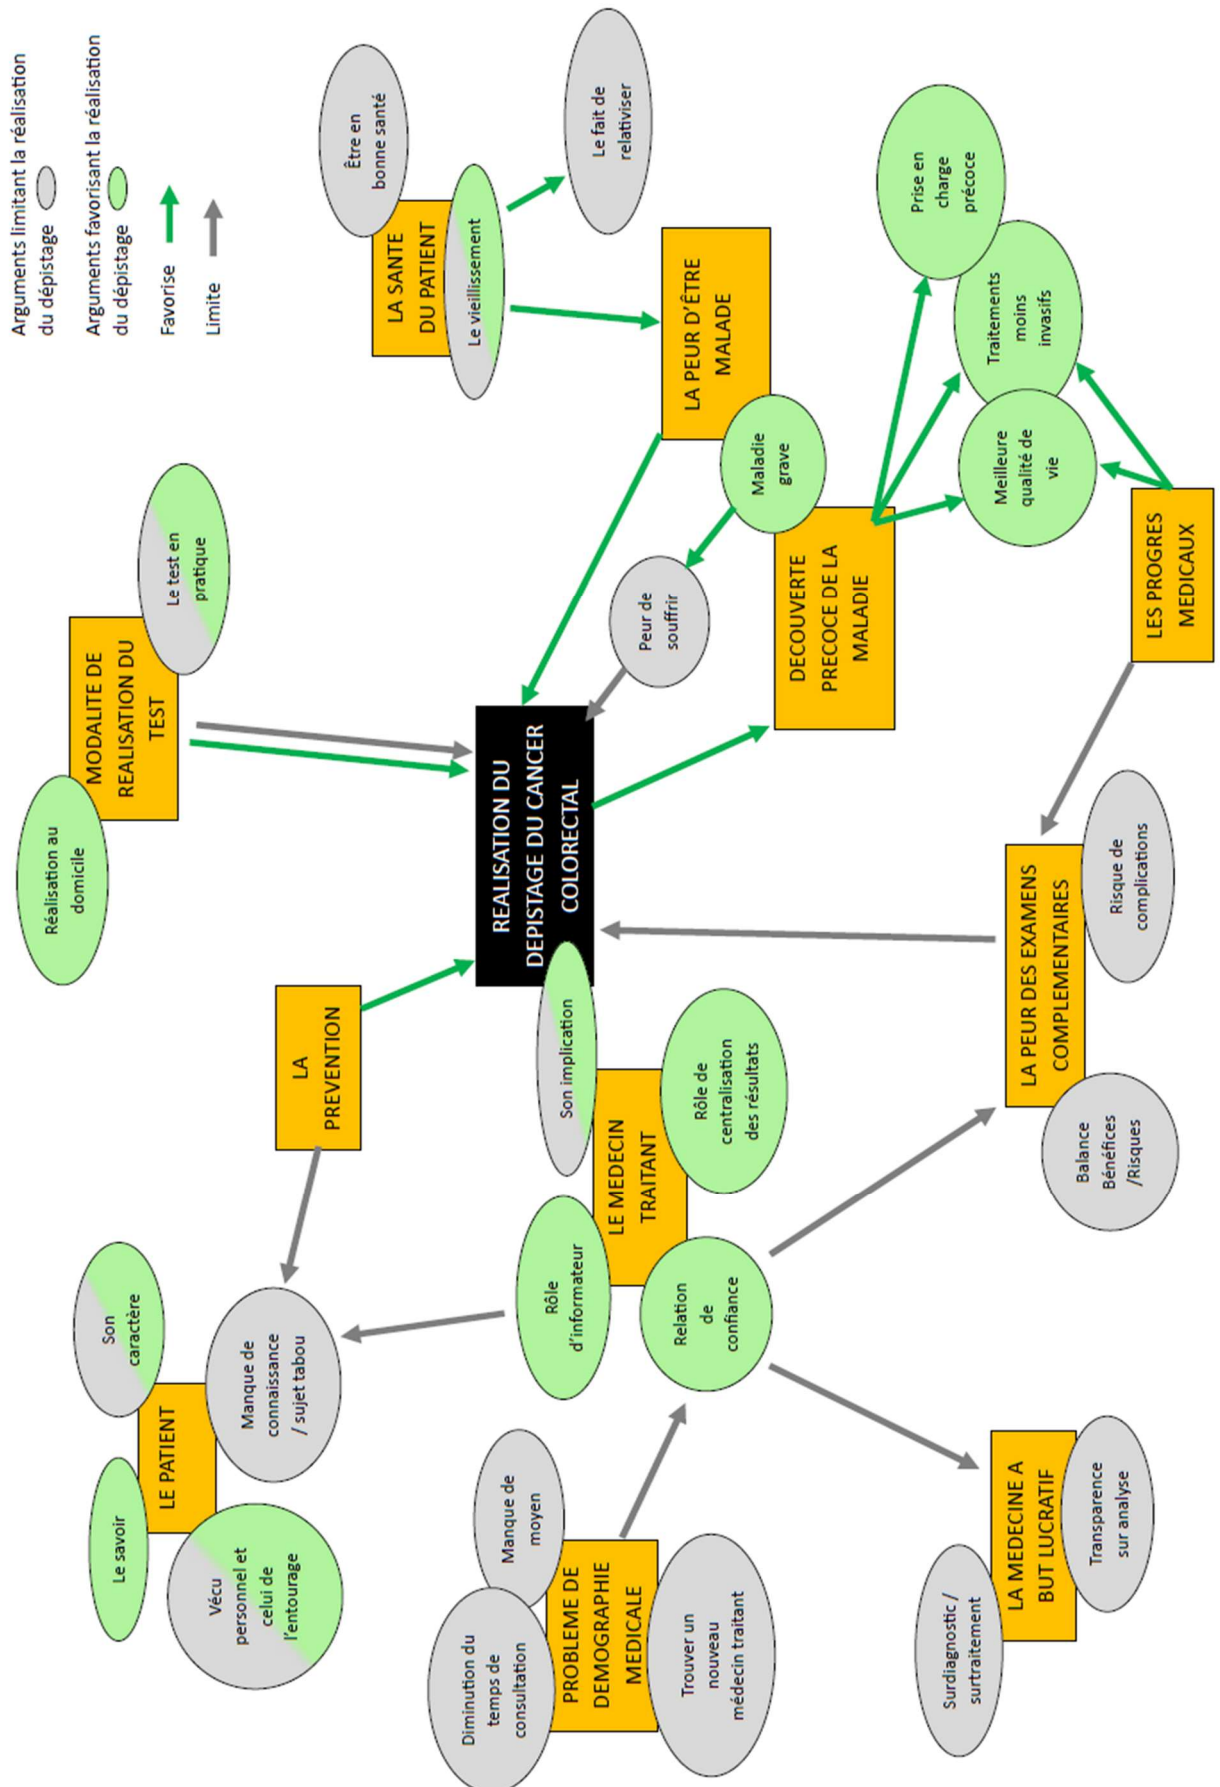 Arguments limitant la réalisation
du dépistage
Arguments favorisant la réalisation
du dépistage
Favorise
Limite
Être en
bonne santé
LA SANTE
DU PATIENT
Le vieillissement
Le fait de
relativiser
LA PEUR D'ÊTRE
MALADE
Maladie
grave
Peur de
souffrir
Réalisation au
domicile
MODALITE DE
REALISATION DU
TEST
Le test en
pratique
LA
PREVENTION
REALISATION DU
DEPISTAGE DU CANCER
COLORECTAL
DECOUVERTE
PRECOCE DE LA
MALADIE
Prise en
charge
précoce
Traitements
moins
invasifs
Meilleure
qualité de
vie
LES PROGRES
MEDICAUX
Son
caractère
Le savoir
LE PATIENT
Manque de
connaissance
/ sujet tabou
Vécu
personnel et
celui de
l'entourage
Son implication
Rôle
d'informateur
LE MEDECIN
TRAITANT
Rôle de
centralisation
des résultats
Relation
de
confiance
LA PEUR DES EXAMENS
COMPLEMENTAIRES
Risque de
complications
Balance
Bénéfices
/Risques
Manque de
moyen
Diminution du
temps de
consultation
PROBLEME DE
DEMOGRAPHIE
MEDICALE
Trouver un
nouveau
médecin traitant
Surdiagnostic /
surtraitement
LA MEDECINE A
BUT LUCRATIF
Transparence
sur analyse